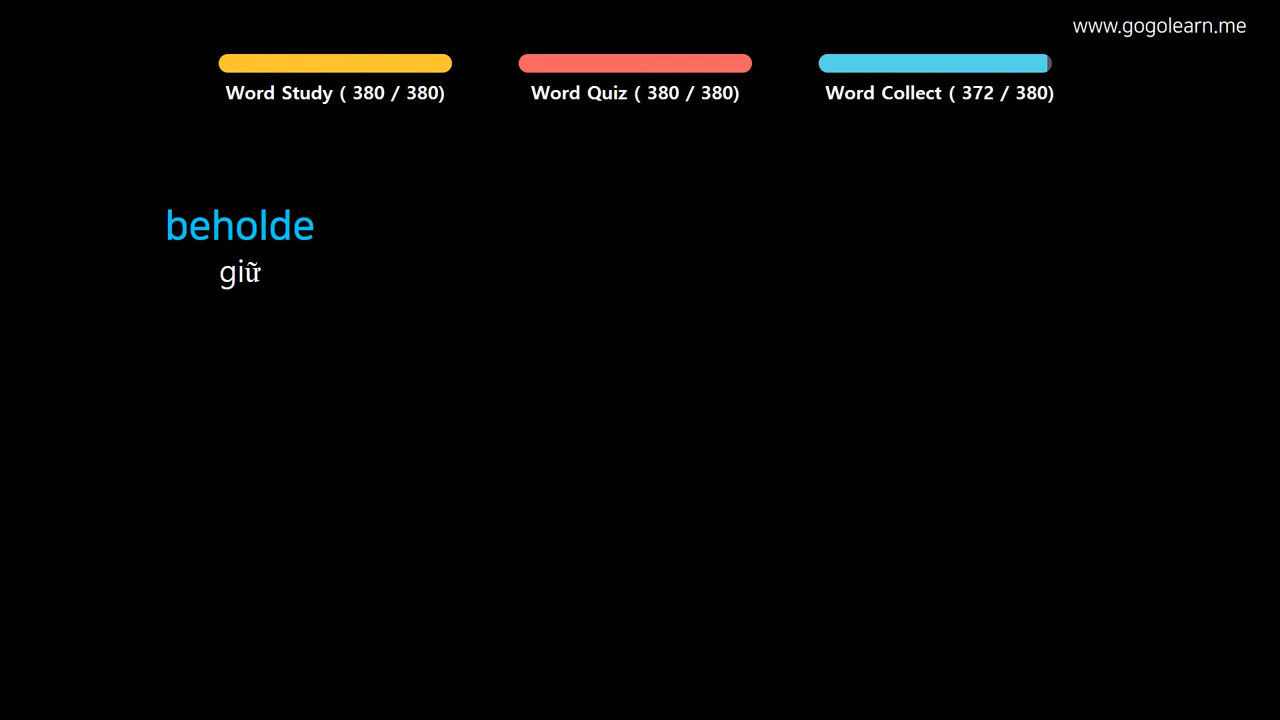 www.gogolearn.me
Word Study ( 380 / 380)
Word Quiz ( 380 / 380)
Word Collect ( 372 / 380)
beholde
giữ